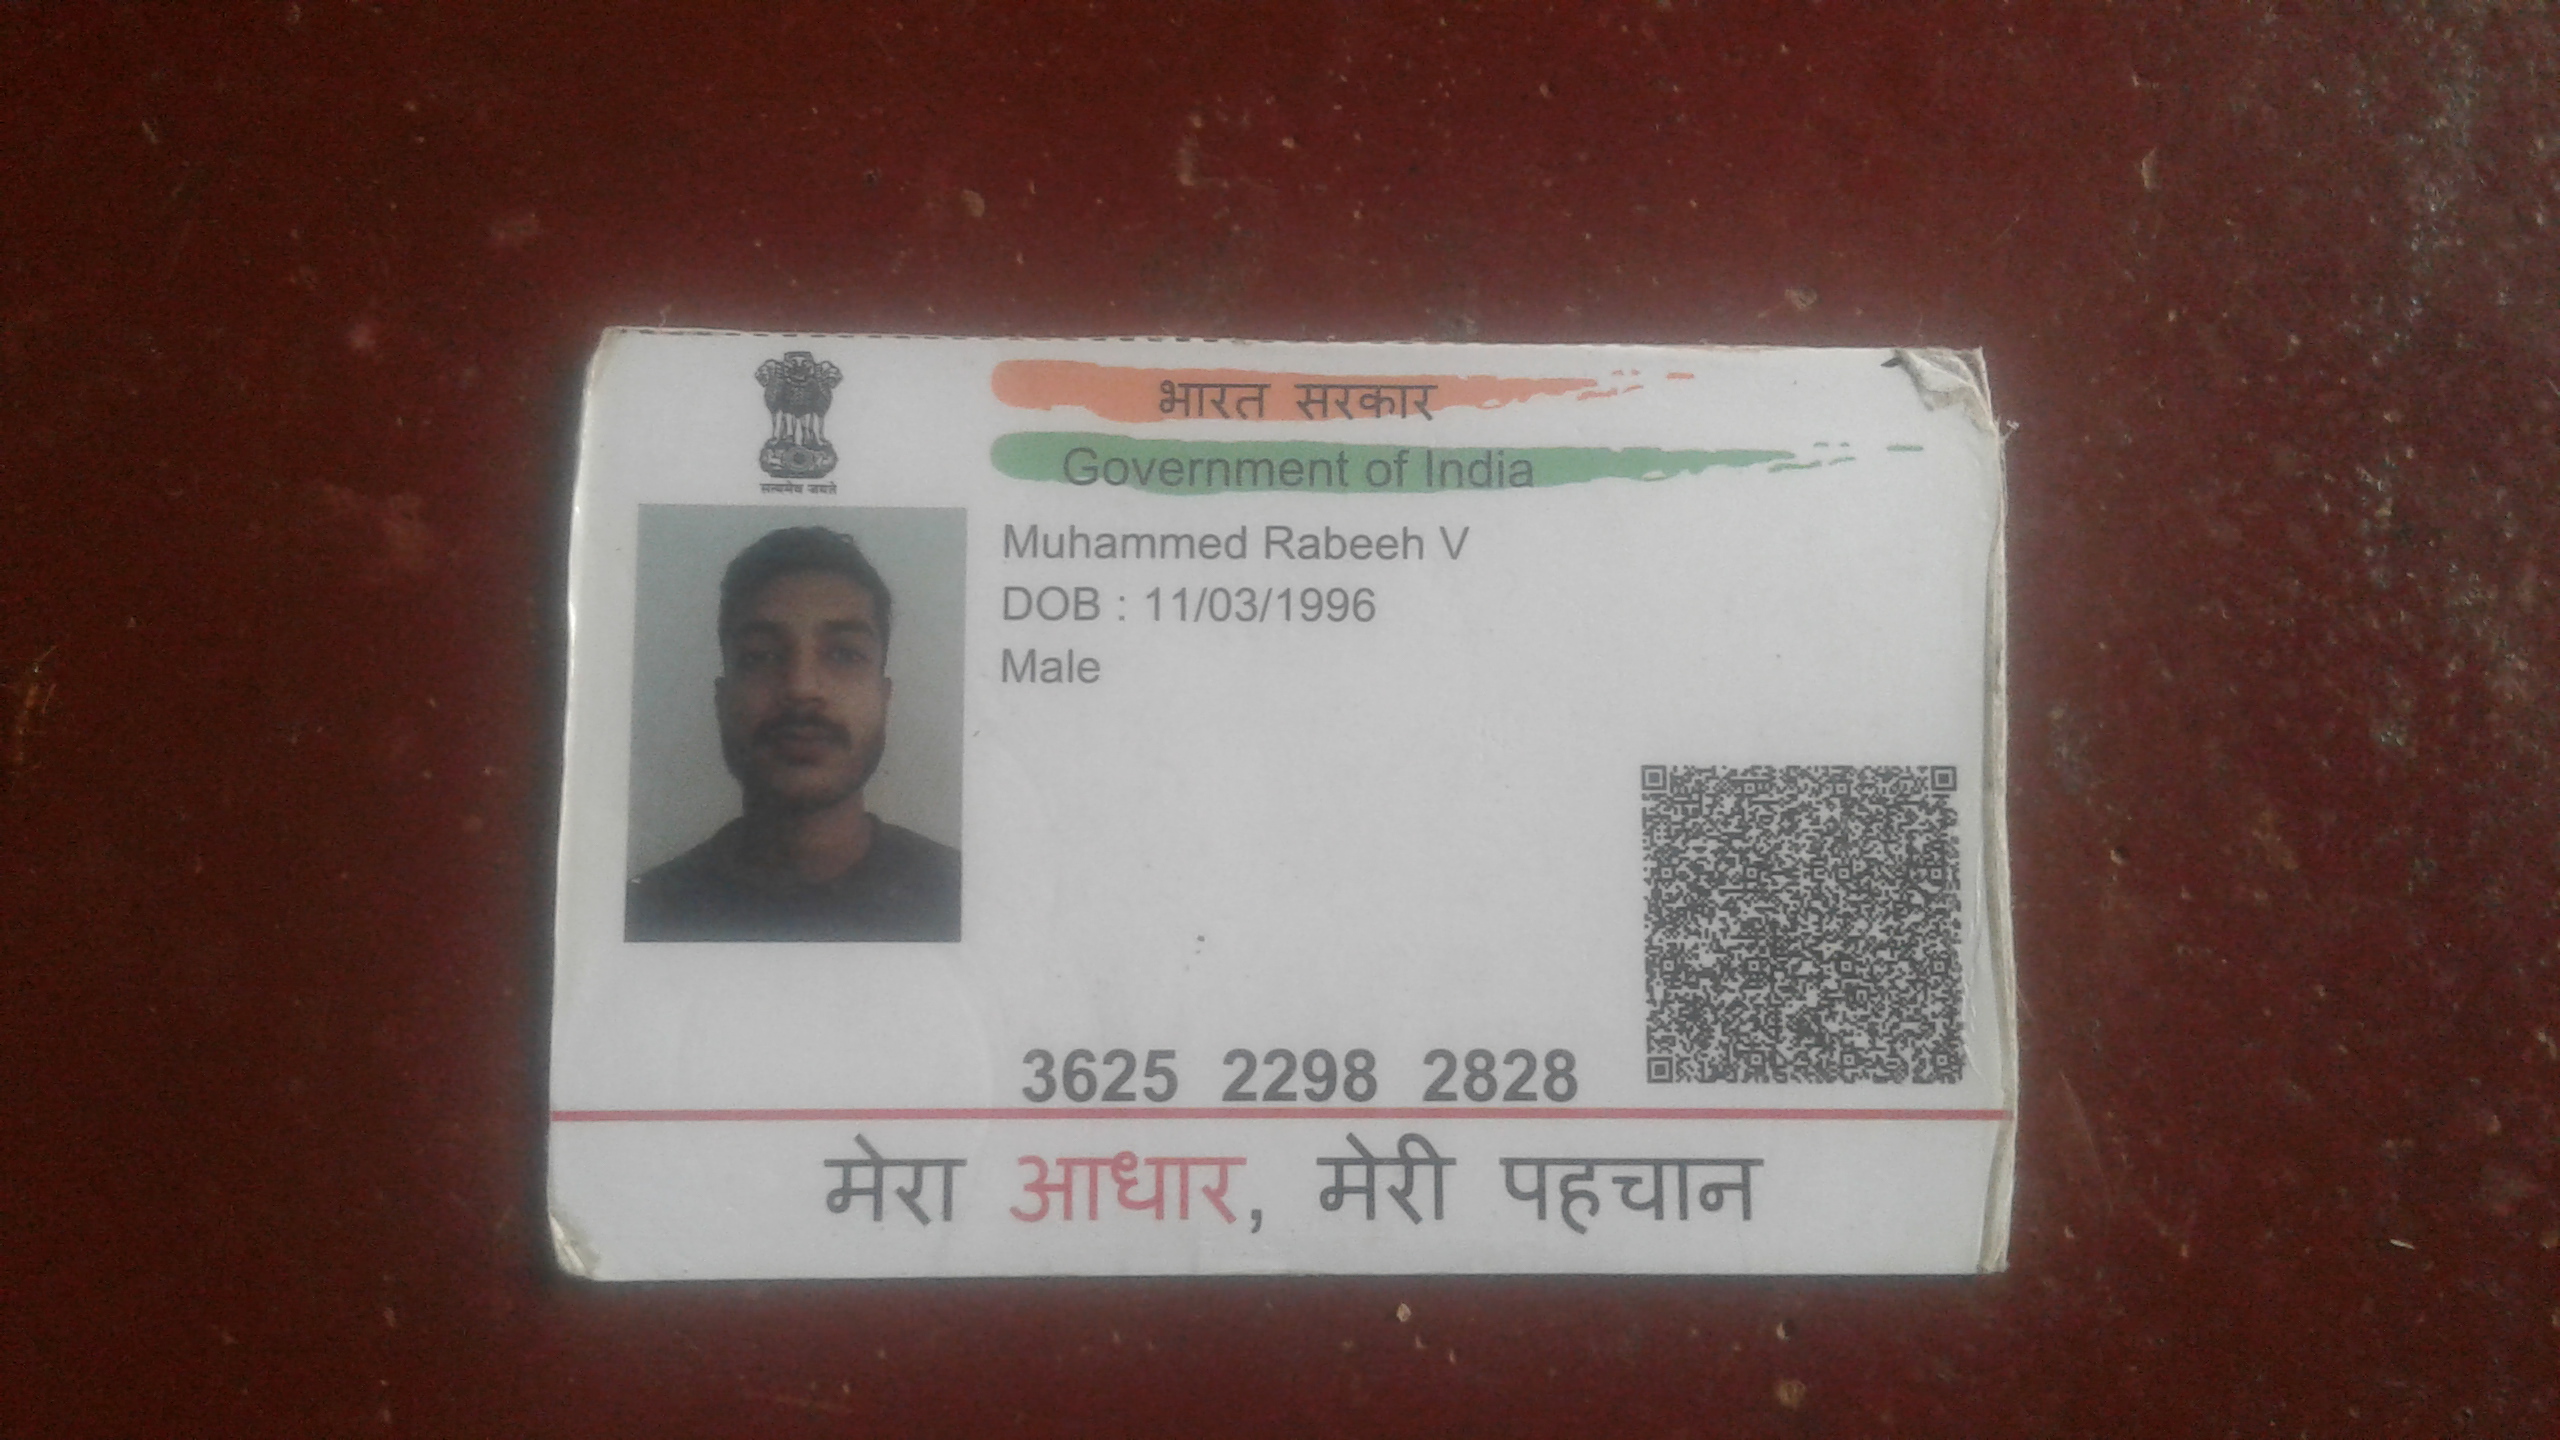 भारत सरकार
Government of India
सत्यमेव जयते
Muhammed Rabeeh V
DOB : 11/03/1996
Male
3625 2298 2828
मेरा आधार, मेरी पहचान